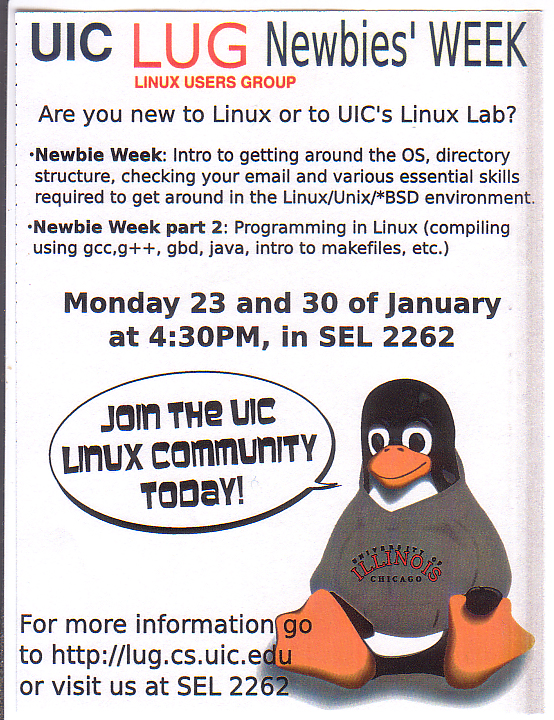 UIC LUG Newbies' WEEK
LINUX USERS GROUP
Are you new to Linux or to UIC's Linux Lab?
•Newbie Week: Intro to getting around the OS, directory
structure, checking your email and various essential skills
required to get around in the Linux/Unix/*BSD environment.
•Newbie Week part 2: Programming in Linux (compiling
using gcc,g++, gbd, java, intro to makefiles, etc.)
Monday 23 and 30 of January
at 4:30PM, in SEL 2262
JOIN THE UIC
LINUX COMMUNITY
TODAY!
UNIVERSITY OF
ILLINOIS
CHICAGO
For more information go
to http://lug.cs.uic.edu
or visit us at SEL 2262